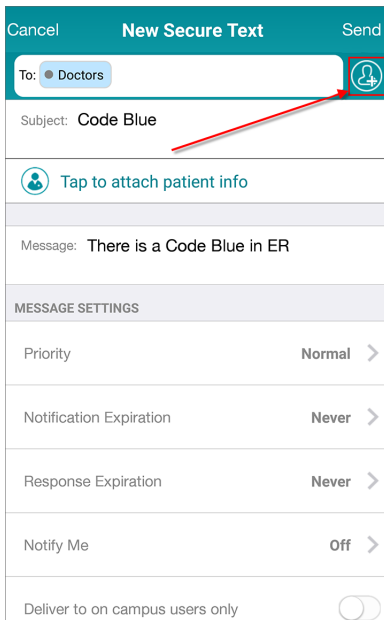 Cancel New Secure Text Send
To: Doctors
Subject: Code Blue
Tap to attach patient info
Message: There is a Code Blue in ER
MESSAGE SETTINGS
Priority Normal
Notification Expiration Never
Response Expiration Never
Notify Me Off
Deliver to on campus users only